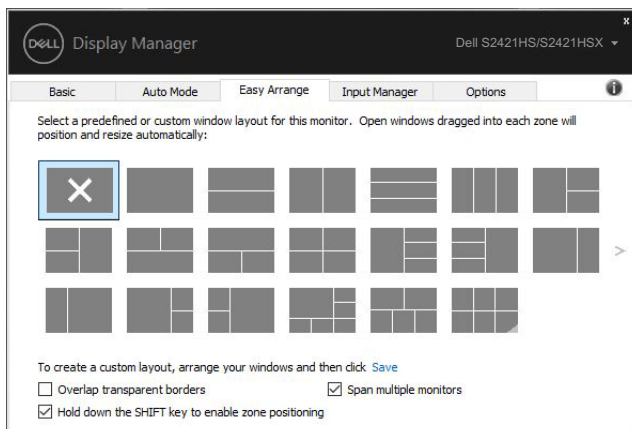 x
DELL Display Manager Dell S2421HS/S2421HSX
Basic Auto Mode Easy Arrange Input Manager Options i
Select a predefined or custom window layout for this monitor. Open windows dragged into each zone will
position and resize automatically:
To create a custom layout, arrange your windows and then click Save
Overlap transparent borders Span multiple monitors
Hold down the SHIFT key to enable zone positioning